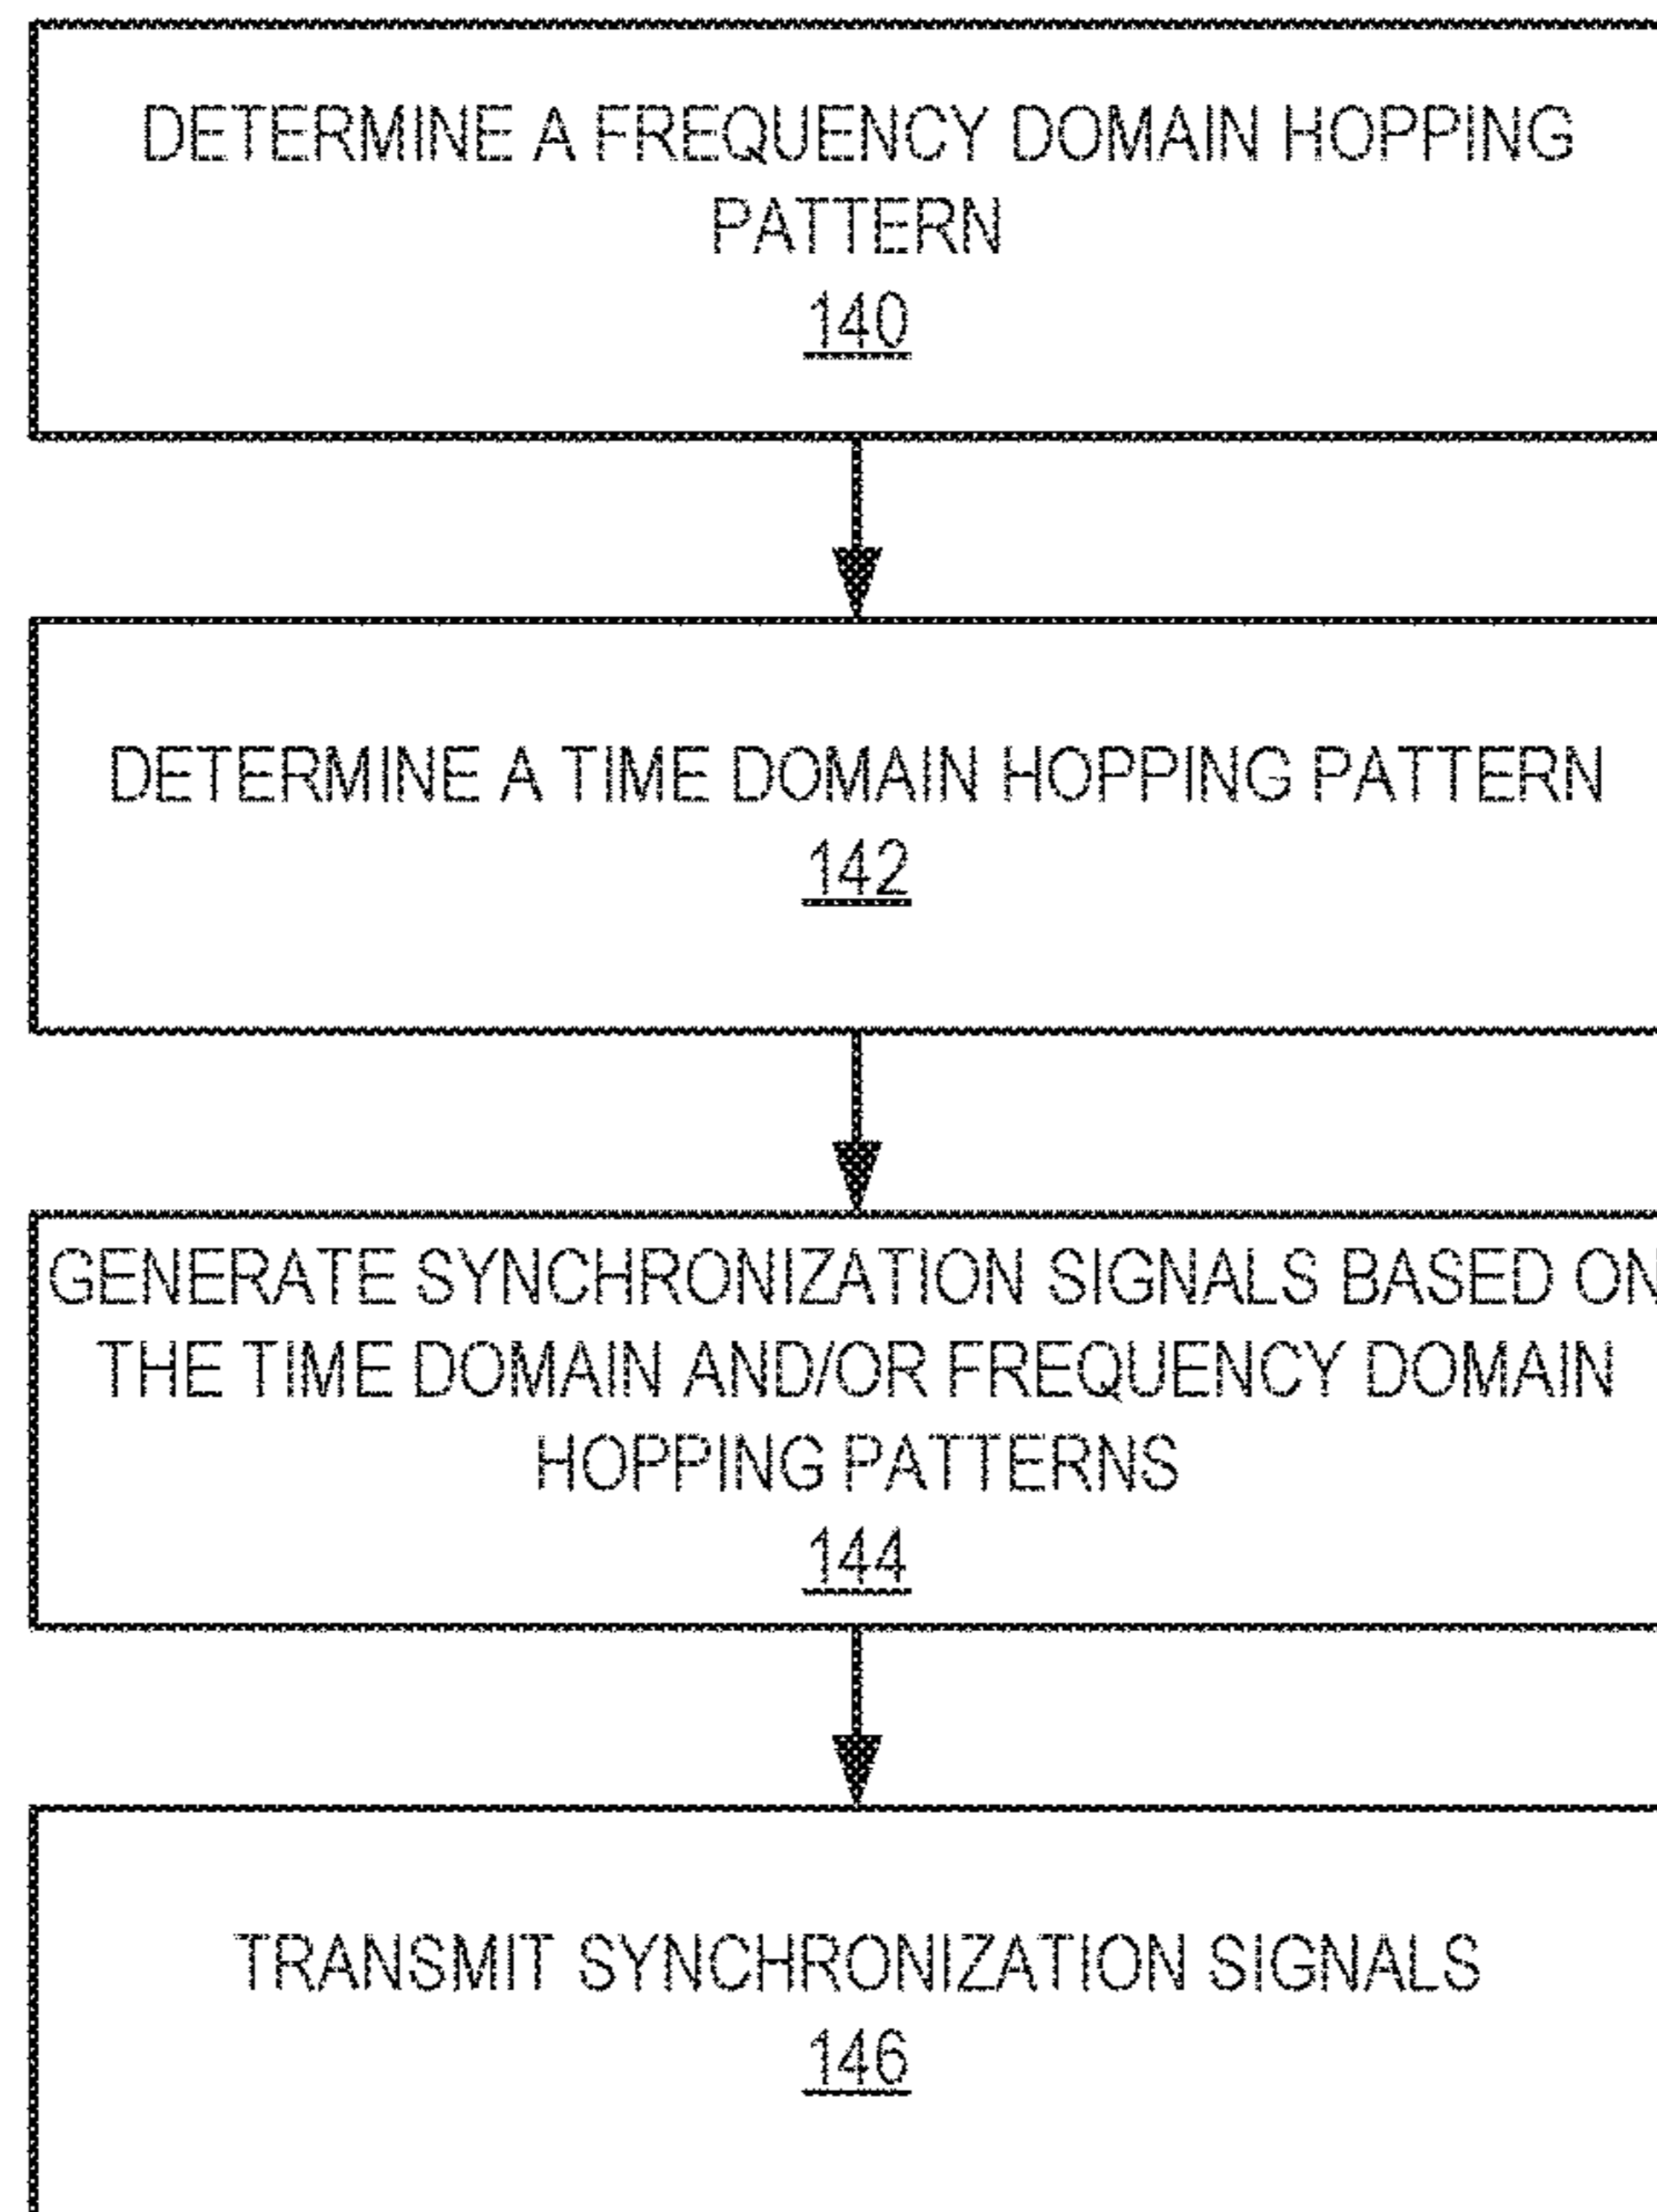 DETERMINE A FREQUENCY DOMAIN HOPPING
PATTERN
140
DETERMINE A TIME DOMAIN HOPPING PATTERN
142
GENERATE SYNCHRONIZATION SIGNALS BASED ON
THE TIME DOMAIN AND/OR FREQUENCY DOMAIN
HOPPING PATTERNS
144
TRANSMIT SYNCHRONIZATION SIGNALS
146